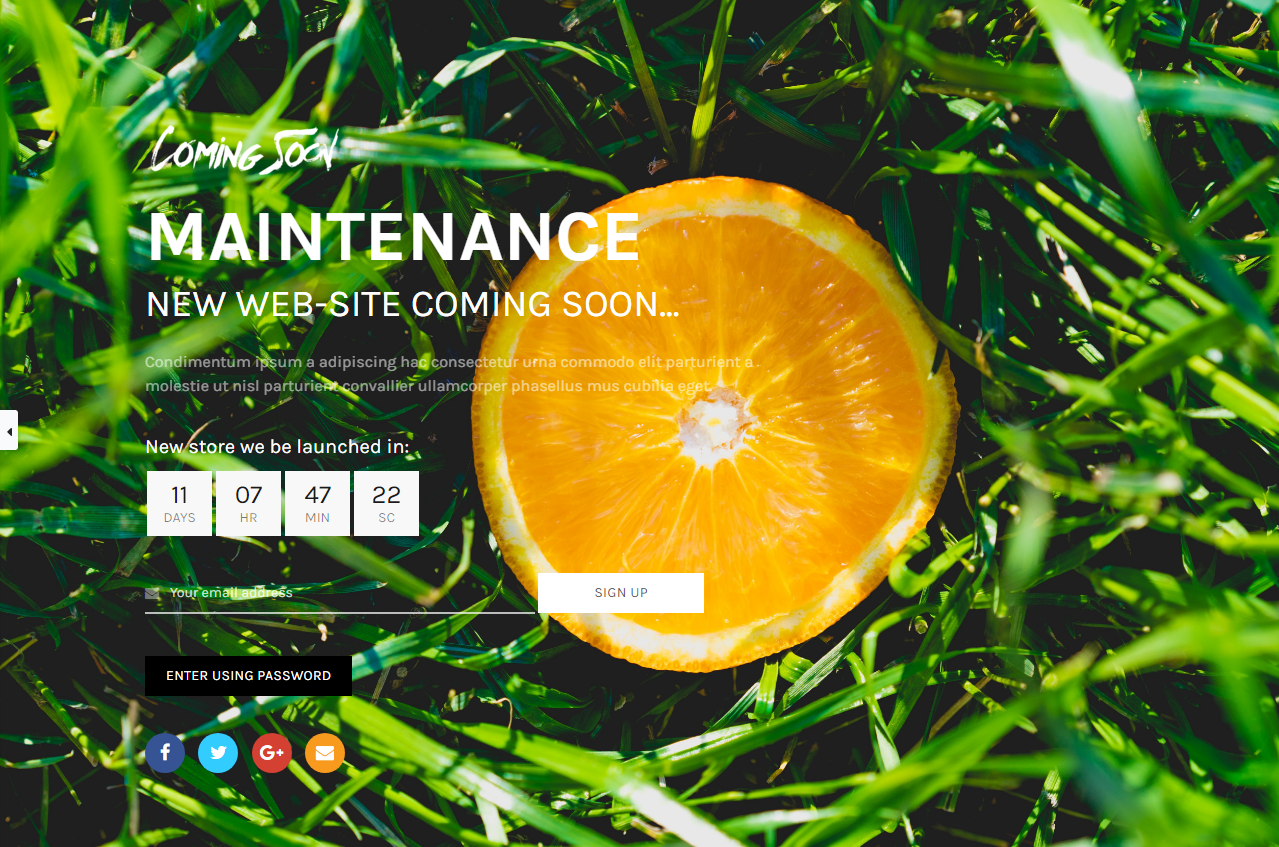 Coming Soon
MAINTENANCE
NEW WEB-SITE COMING SOON...
Condimentum ipsum a adipiscing hac consectetur urna commodo elit parturient a
molestie ut nisl parturient convallier ullamcorper phasellus mus cubilia eget.
New store we be launched in:
11 07 47 22
DAYS HR MIN SC
Your email address SIGN UP
ENTER USING PASSWORD
f G+